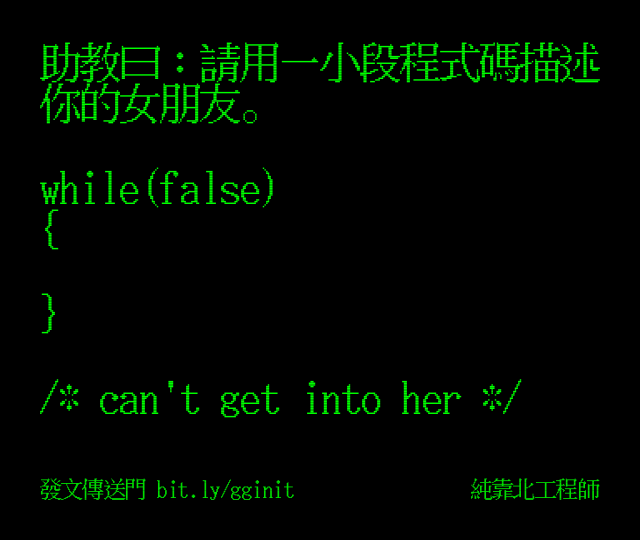 助教曰：請用一小段程式碼描述
你的女朋友。
while(false)
{
}
/* can't get into her */
發文傳送門 bit.ly/gginit
純靠北工程師